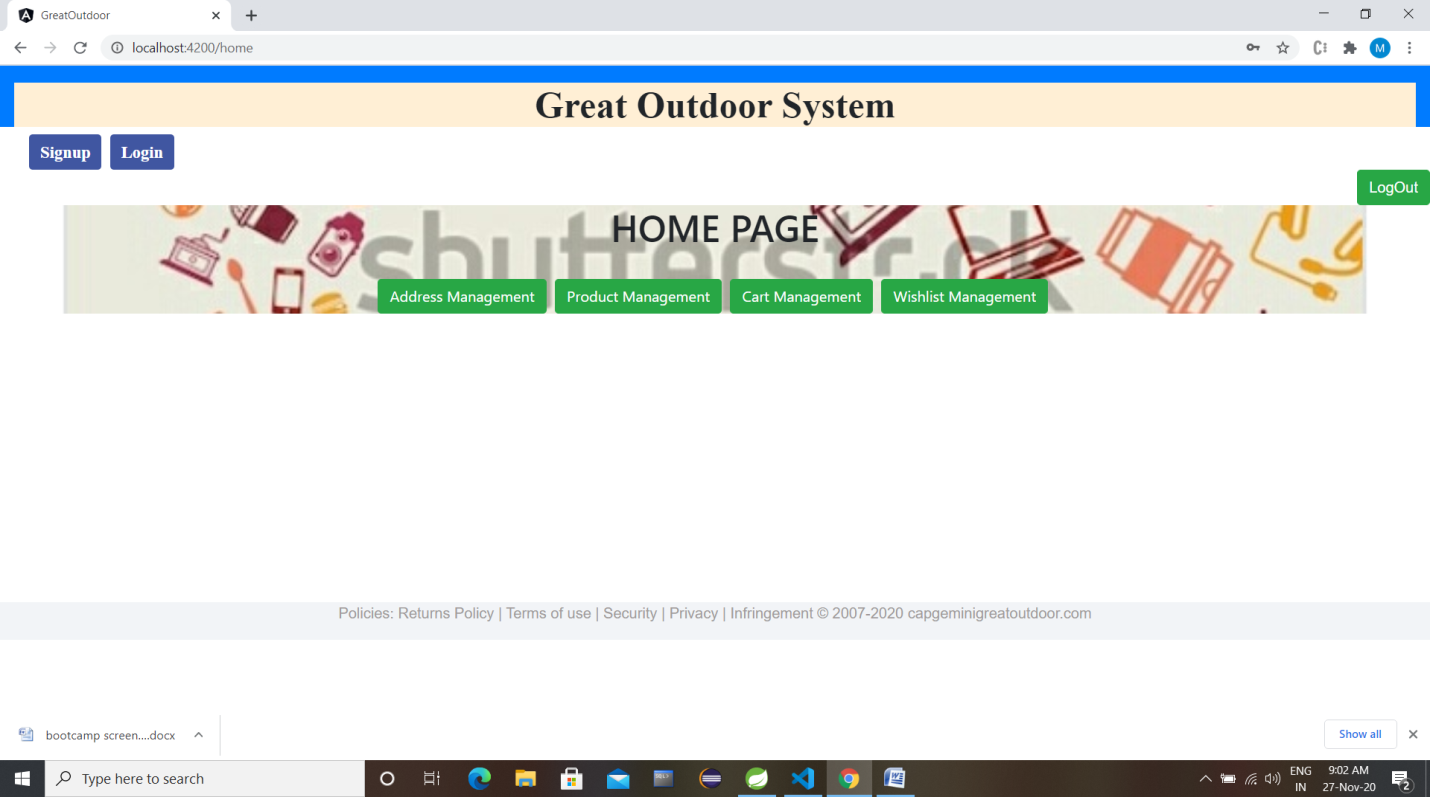 GreatOutdoor
localhost:4200/home
M
Great Outdoor System
Signup Login
LogOut
shutterst
HOME PAGE
Address Management Product Management Cart Management Wishlist Management
Policies: Returns Policy | Terms of use | Security | Privacy | Infringement © 2007-2020 capgeminigreatoutdoor.com
bootcamp screen....docx
Show all
Type here to search
ENG
IN
9:02 AM
27-Nov-20
2